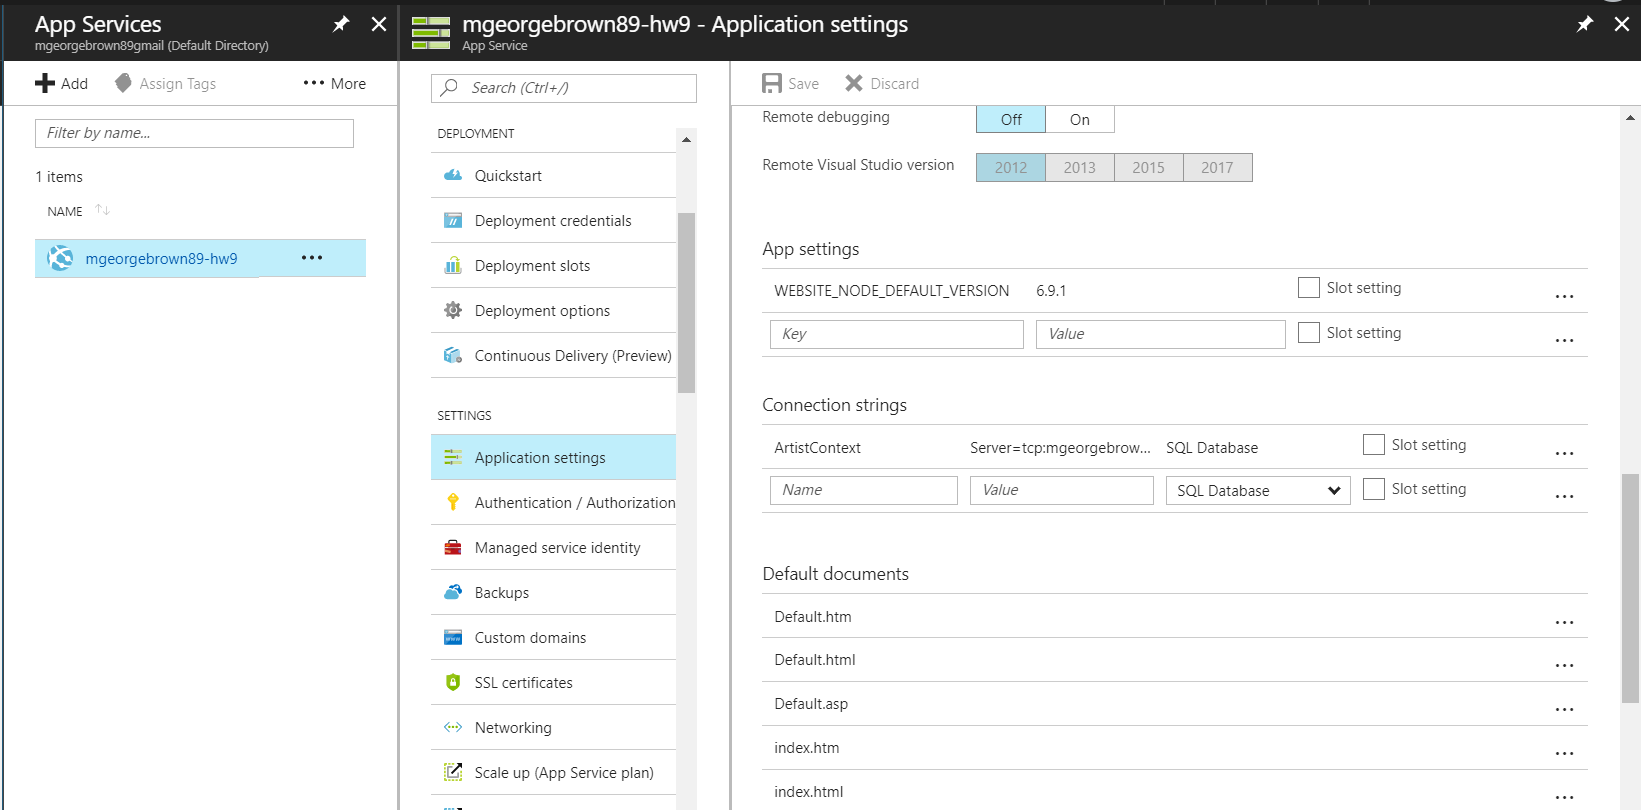 App Services
mgeorgebrown89gmail (Default Directory)
Add
Assign Tags
More
Filter by name...
1 items
NAME
mgeorgebrown89-hw9
mgeorgebrown89-hw9 - Application settings
App Service
Search (Ctrl+/)
DEPLOYMENT
Quickstart
Deployment credentials
Deployment slots
Deployment options
Continuous Delivery (Preview)
SETTINGS
Application settings
Authentication / Authorization
Managed service identity
Backups
Custom domains
SSL certificates
Networking
Scale up (App Service plan)
Save Discard
Remote debugging Off On
Remote Visual Studio version 2012 2013 2015 2017
App settings
WEBSITE_NODE_DEFAULT_VERSION 6.9.1 Slot setting ...
Key Value Slot setting ...
Connection strings
ArtistContext Server=tcp:mgeorgebrow... SQL Database Slot setting ...
Name Value SQL Database Slot setting ...
Default documents
Default.htm ...
Default.html ...
Default.asp ...
index.htm ...
index.html ...